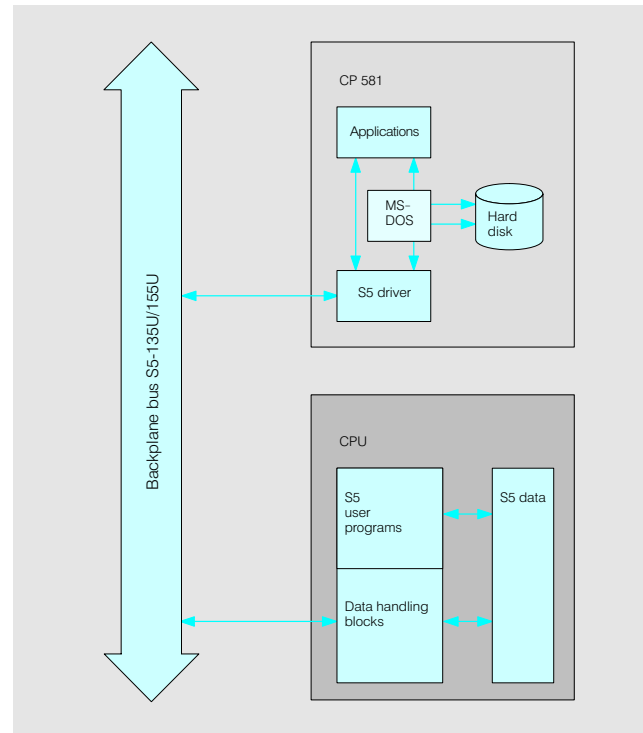 CP 581
Applications
MS-
DOS
Hard
disk
S5 driver
Backplane bus S5-135U/155U
CPU
S5
user
programs
S5 data
Data handling
blocks